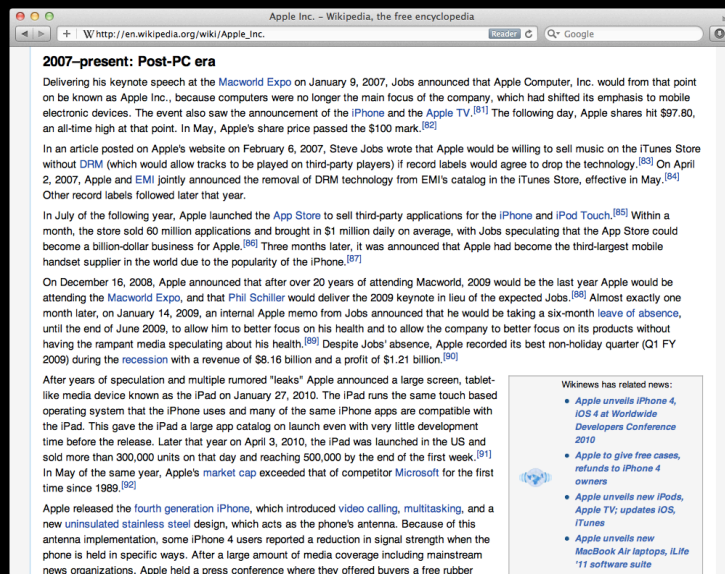 Apple Inc. – Wikipedia, the free encyclopedia
W http://en.wikipedia.org/wiki/Apple_Inc.
Reader
Google
2007–present: Post-PC era
Delivering his keynote speech at the Macworld Expo on January 9, 2007, Jobs announced that Apple Computer, Inc. would from that point
on be known as Apple Inc., because computers were no longer the main focus of the company, which had shifted its emphasis to mobile
electronic devices. The event also saw the announcement of the iPhone and the Apple TV.[81] The following day, Apple shares hit $97.80,
an all-time high at that point. In May, Apple's share price passed the $100 mark.[82]
In an article posted on Apple's website on February 6, 2007, Steve Jobs wrote that Apple would be willing to sell music on the iTunes Store
without DRM (which would allow tracks to be played on third-party players) if record labels would agree to drop the technology.[83] On April
2, 2007, Apple and EMI jointly announced the removal of DRM technology from EMI's catalog in the iTunes Store, effective in May.[84]
Other record labels followed later that year.
In July of the following year, Apple launched the App Store to sell third-party applications for the iPhone and iPod Touch.[85] Within a
month, the store sold 60 million applications and brought in $1 million daily on average, with Jobs speculating that the App Store could
become a billion-dollar business for Apple.[86] Three months later, it was announced that Apple had become the third-largest mobile
handset supplier in the world due to the popularity of the iPhone.[87]
On December 16, 2008, Apple announced that after over 20 years of attending Macworld, 2009 would be the last year Apple would be
attending the Macworld Expo, and that Phil Schiller would deliver the 2009 keynote in lieu of the expected Jobs.[88] Almost exactly one
month later, on January 14, 2009, an internal Apple memo from Jobs announced that he would be taking a six-month leave of absence,
until the end of June 2009, to allow him to better focus on his health and to allow the company to better focus on its products without
having the rampant media speculating about his health.[89] Despite Jobs' absence, Apple recorded its best non-holiday quarter (Q1 FY
2009) during the recession with a revenue of $8.16 billion and a profit of $1.21 billion.[90]
After years of speculation and multiple rumored "leaks" Apple announced a large screen, tablet-
like media device known as the iPad on January 27, 2010. The iPad runs the same touch based
operating system that the iPhone uses and many of the same iPhone apps are compatible with
the iPad. This gave the iPad a large app catalog on launch even with very little development
time before the release. Later that year on April 3, 2010, the iPad was launched in the US and
sold more than 300,000 units on that day and reaching 500,000 by the end of the first week.[91]
In May of the same year, Apple's market cap exceeded that of competitor Microsoft for the first
time since 1989.[92]
Apple released the fourth generation iPhone, which introduced video calling, multitasking, and a
new uninsulated stainless steel design, which acts as the phone's antenna. Because of this
antenna implementation, some iPhone 4 users reported a reduction in signal strength when the
phone is held in specific ways. After a large amount of media coverage including mainstream
news organizations, Apple held a press conference where they offered buyers a free rubber
Wikinews has related news:
Apple unveils iPhone 4,
iOS 4 at Worldwide
Developers Conference
2010
Apple to give free cases,
refunds to iPhone 4
owners
Apple unveils new iPods,
Apple TV; updates iOS,
iTunes
Apple unveils new
MacBook Air laptops, iLife
'11 software suite